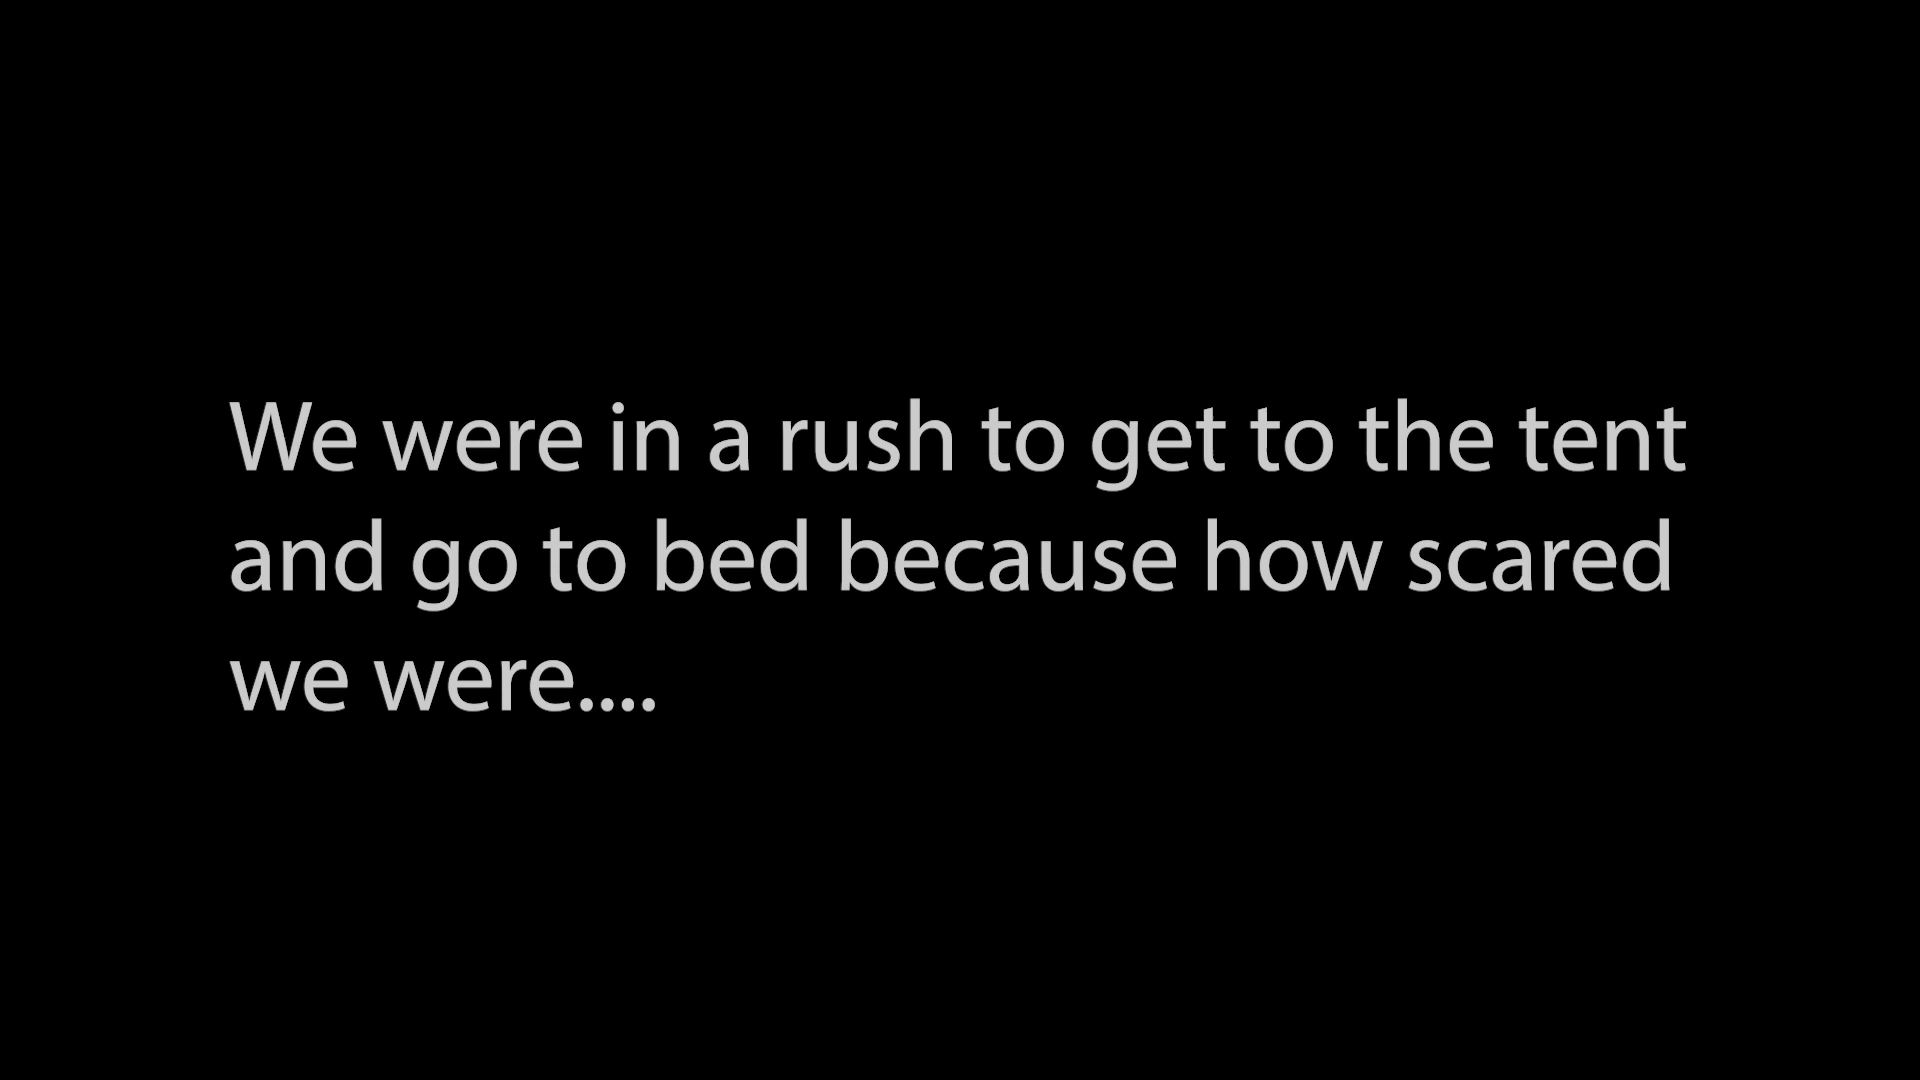 We were in a rush to get to the tent
and go to bed because how scared
we were....